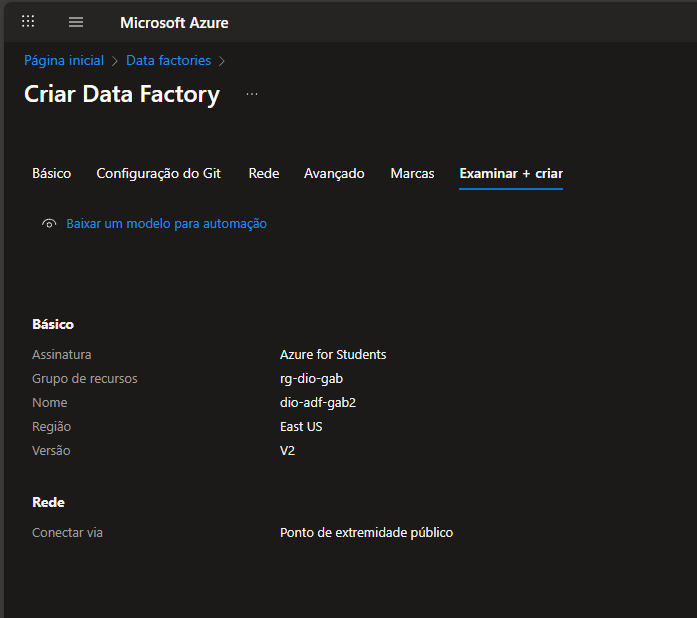 Microsoft Azure
Página inicial > Data factories >
Criar Data Factory ...
Básico Configuração do Git Rede Avançado Marcas Examinar + criar
Baixar um modelo para automação
Básico
Assinatura Azure for Students
Grupo de recursos rg-dio-gab
Nome dio-adf-gab2
Região East US
Versão V2
Rede
Conectar via Ponto de extremidade público